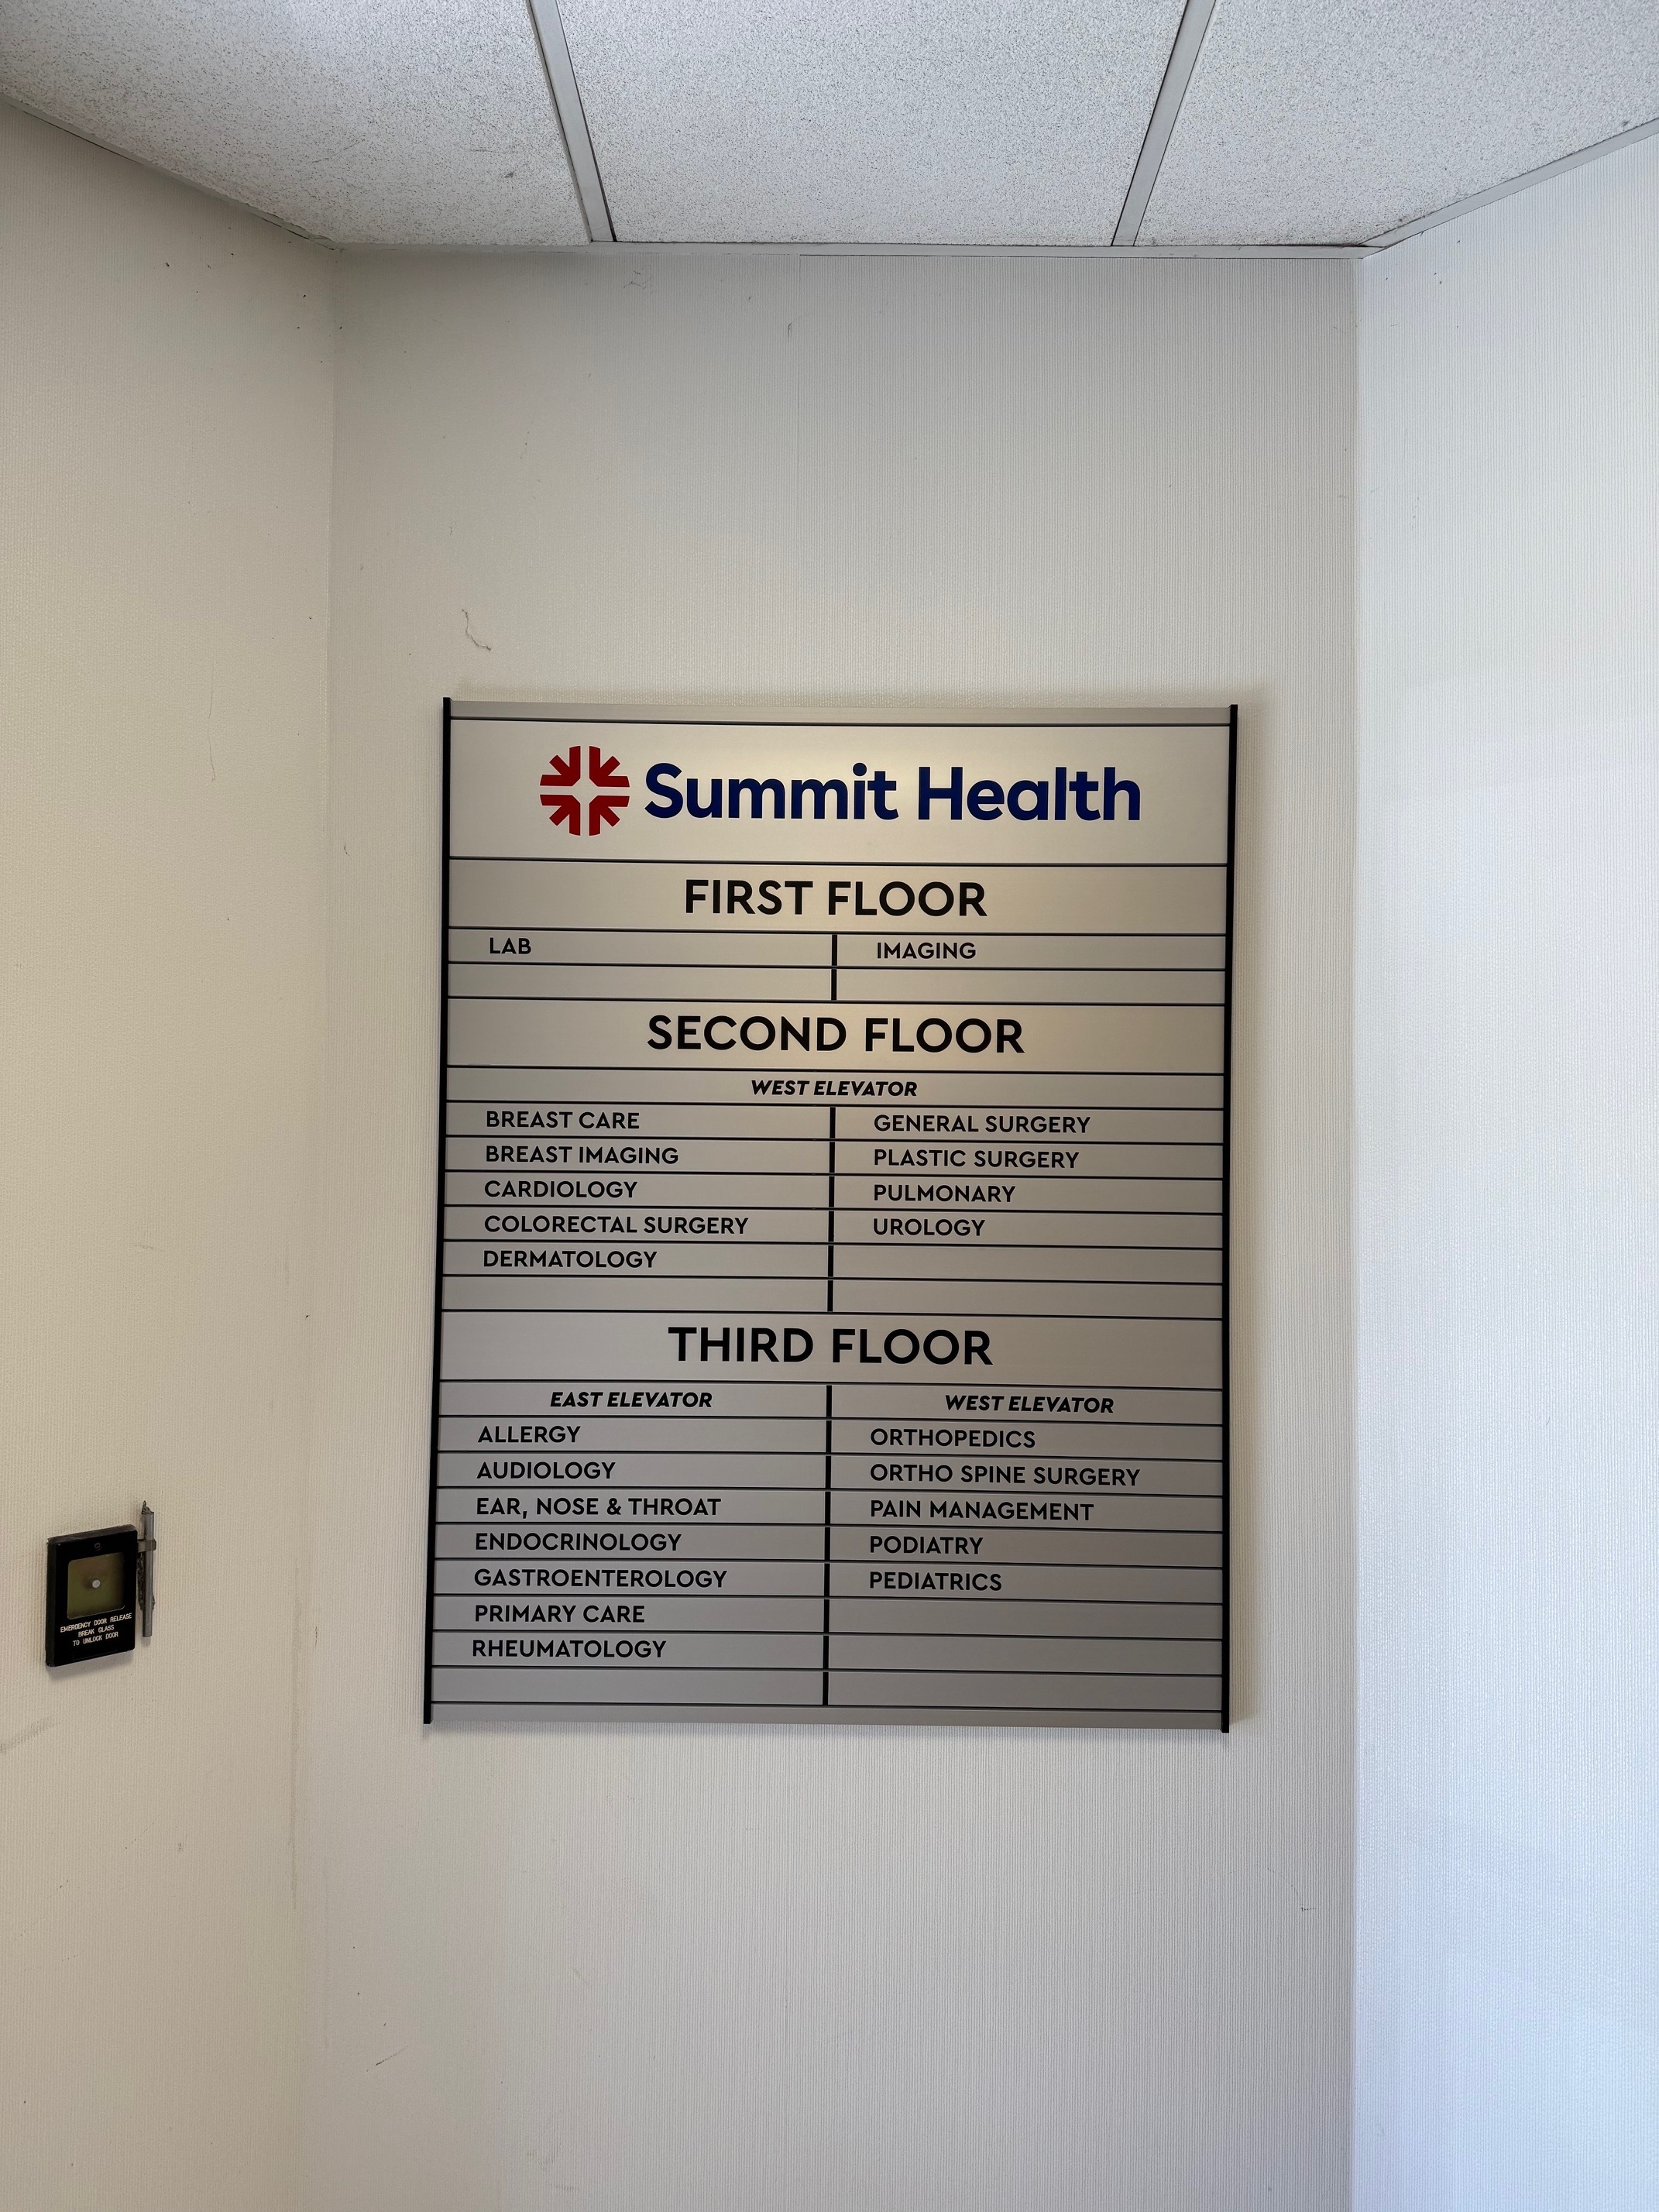 Summit Health
FIRST FLOOR
LAB
IMAGING
SECOND FLOOR
WEST ELEVATOR
BREAST CARE
GENERAL SURGERY
BREAST IMAGING
PLASTIC SURGERY
CARDIOLOGY
PULMONARY
COLORECTAL SURGERY
UROLOGY
DERMATOLOGY
THIRD FLOOR
EAST ELEVATOR
WEST ELEVATOR
ALLERGY
ORTHOPEDICS
AUDIOLOGY
ORTHO SPINE SURGERY
EAR, NOSE & THROAT
PAIN MANAGEMENT
ENDOCRINOLOGY
PODIATRY
GASTROENTEROLOGY
PEDIATRICS
PRIMARY CARE
RHEUMATOLOGY
EMERGENCY DOOR RELEASE
BREAK GLASS
TO UNLOCK DOOR